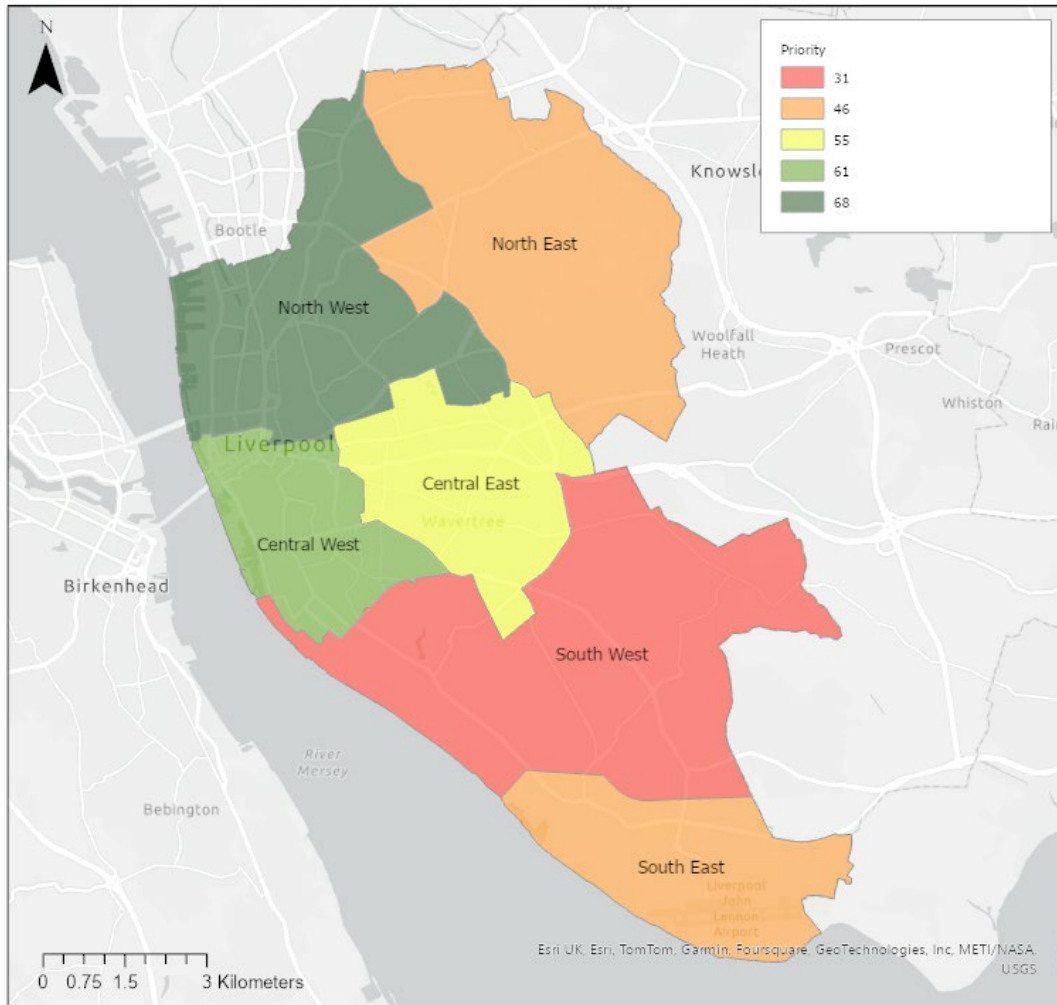 N
Priority
31
46
55
61
68
Knowsl
Bootle
North East
North West
Woolfall
Heath
Prescot
Whiston
Liverpool
Central East
Wavertree
Central West
Birkenhead
South West
River
Mersey
Bebington
South East
Liverpool
John
Lennon
Airport
Esri UK, Esri, TomTom, Garmin, Foursquare, GeoTechnologies, Inc, METI/NASA,
USGS
0 0.75 1.5 3 Kilometers